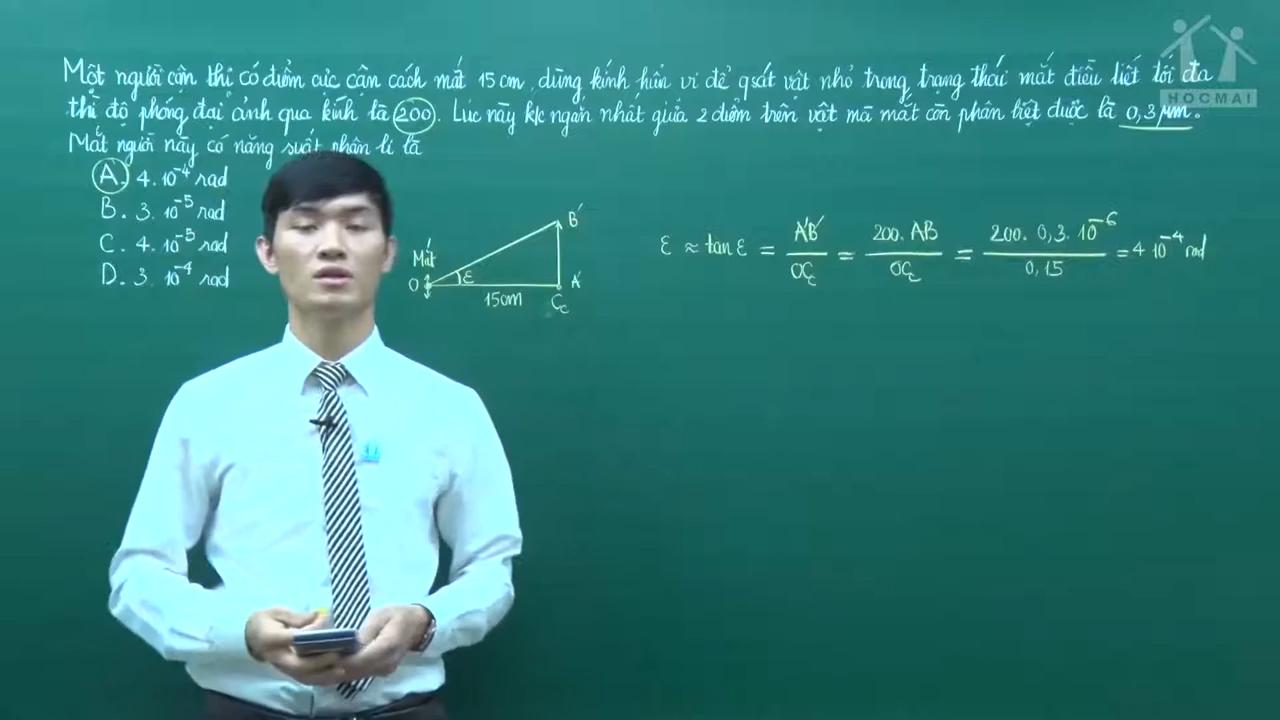 Một người cận thị có điểm cực cận cách mắt 15 cm, dùng kính hiển vi để q.sát vật nhỏ trong trạng thái mắt điều tiết tối đa
thì độ phóng đại ảnh qua kính là 200. Lúc này k/c ngắn nhất giữa 2 điểm trên vật mà mắt còn phân biệt được là 0,3 μm.
Mắt người này có năng suất phân li là
A. 4. 10⁻⁴ rad
B. 3. 10⁻⁵ rad
C. 4. 10⁻⁵ rad
D. 3. 10⁻⁴ rad
Mắt
O
ε
15cm
B'
A'
C_c
ε ≈ tan ε = A'B'/OC_c = 200. AB/OC_c = 200. 0,3. 10⁻⁶/0,15 = 4 10⁻⁴ rad
HOCMAI